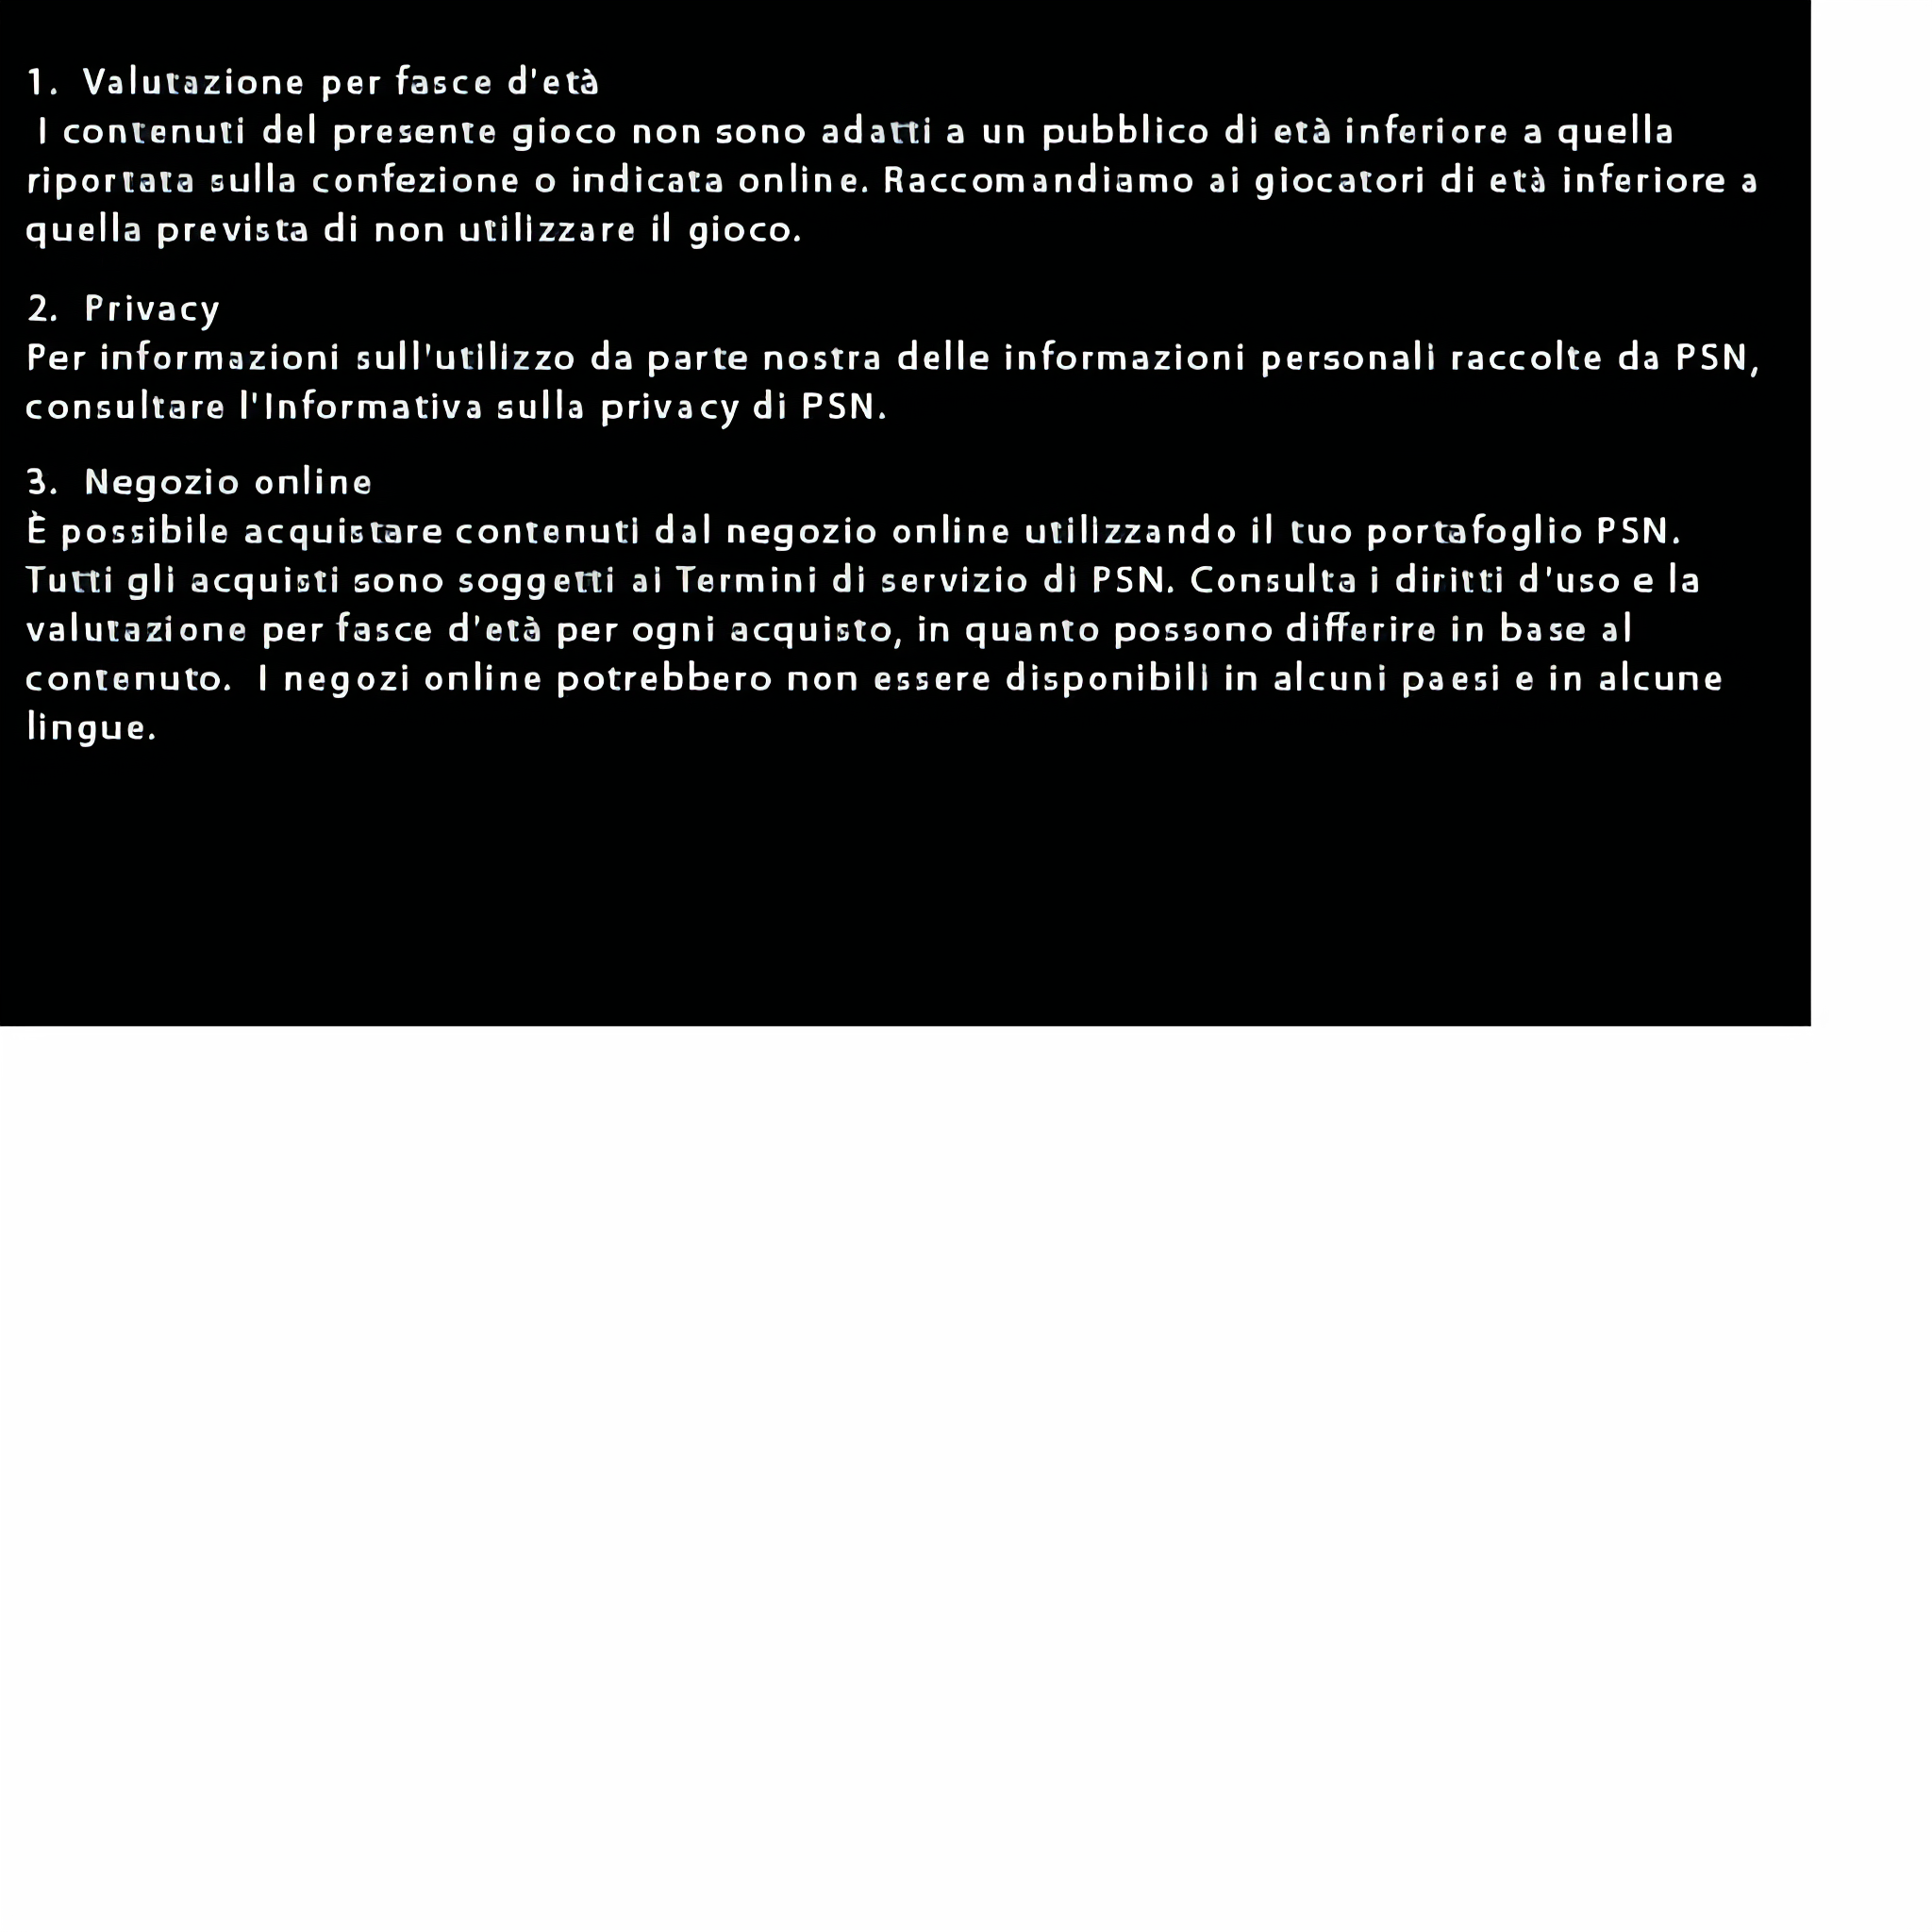 1. Valutazione per fasce d'età
I contenuti del presente gioco non sono adatti a un pubblico di età inferiore a quella
riportata sulla confezione o indicata online. Raccomandiamo ai giocatori di età inferiore a
quella prevista di non utilizzare il gioco.
2. Privacy
Per informazioni sull'utilizzo da parte nostra delle informazioni personali raccolte da PSN,
consultare l'Informativa sulla privacy di PSN.
3. Negozio online
È possibile acquistare contenuti dal negozio online utilizzando il tuo portafoglio PSN.
Tutti gli acquisti sono soggetti ai Termini di servizio di PSN. Consulta i diritti d'uso e la
valutazione per fasce d'età per ogni acquisto, in quanto possono differire in base al
contenuto. I negozi online potrebbero non essere disponibili in alcuni paesi e in alcune
lingue.